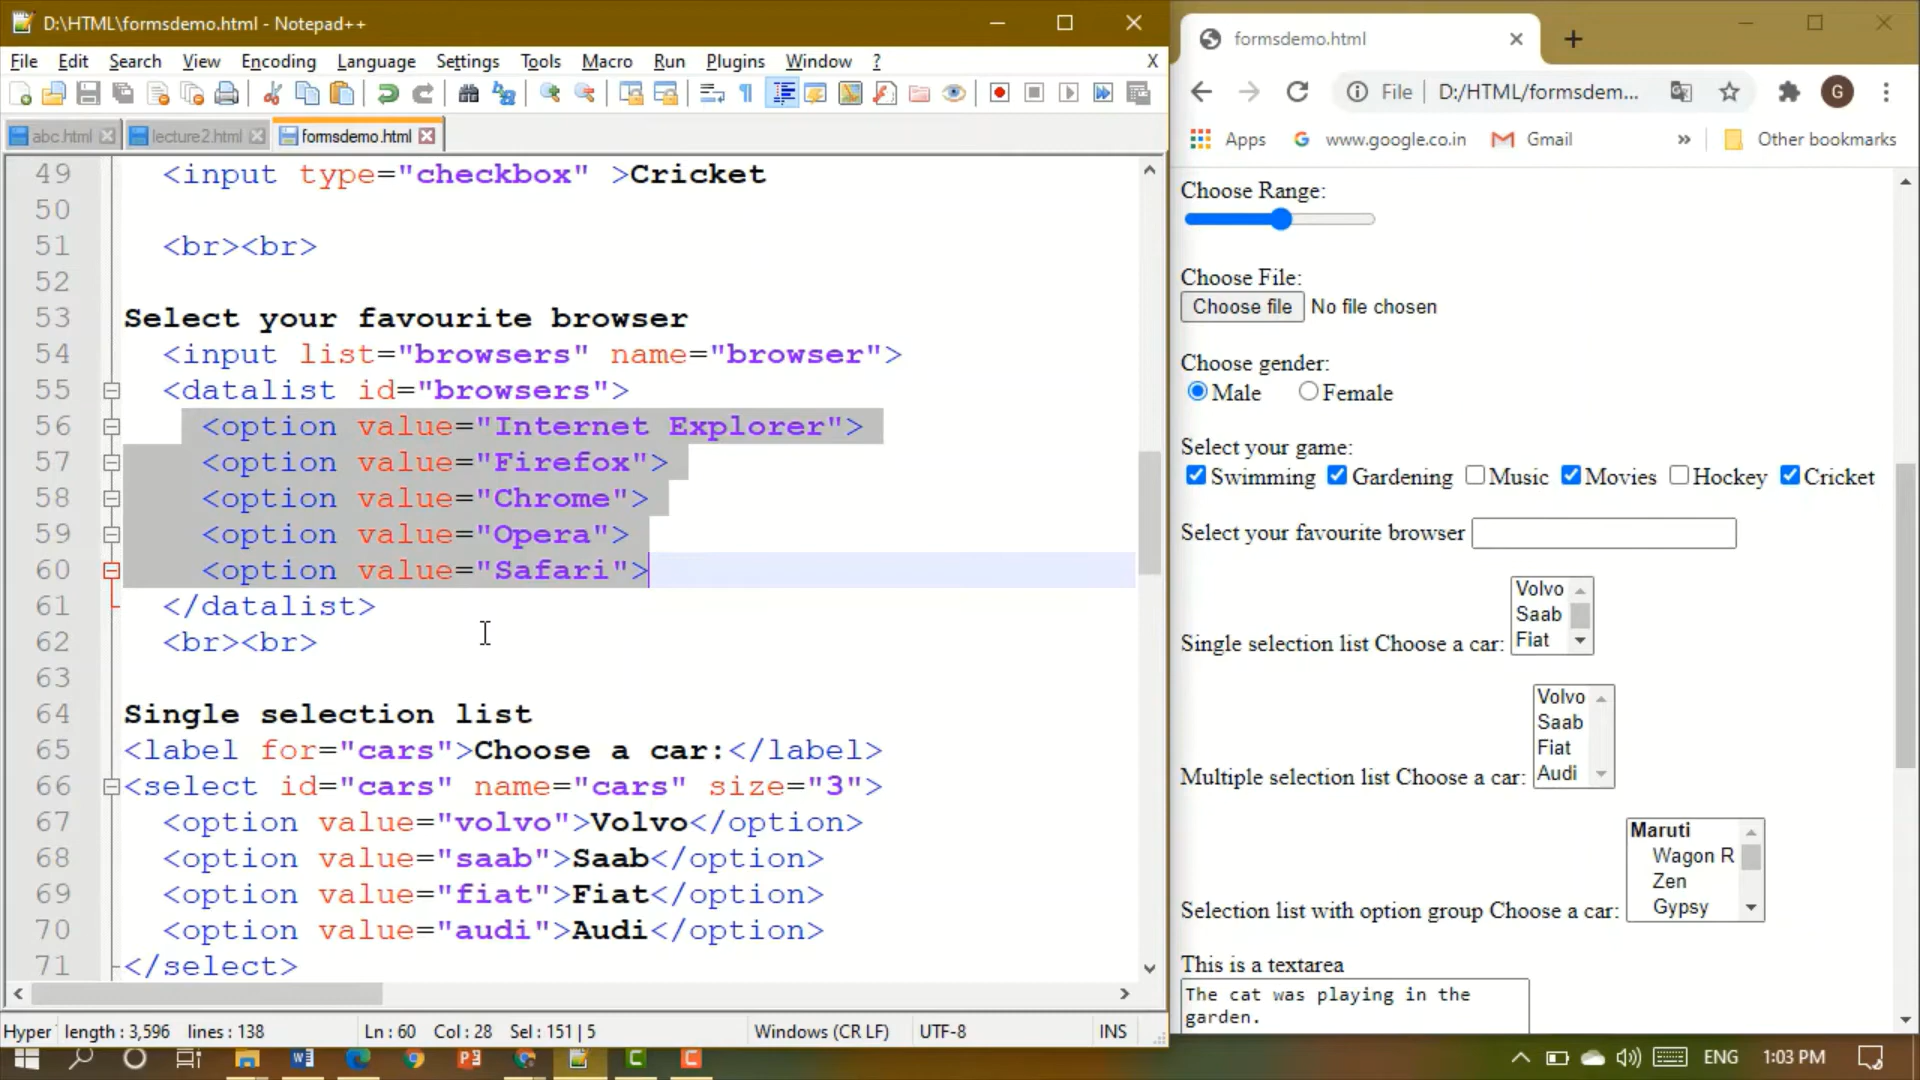 D:\HTML\formsdemo.html - Notepad++
File Edit Search View Encoding Language Settings Tools Macro Run Plugins Window ? X
abc.html lecture2.html formsdemo.html
49 <input type="checkbox" >Cricket
50
51 <br><br>
52
53 Select your favourite browser
54 <input list="browsers" name="browser">
55 <datalist id="browsers">
56 <option value="Internet Explorer">
57 <option value="Firefox">
58 <option value="Chrome">
59 <option value="Opera">
60 <option value="Safari">
61 </datalist>
62 <br><br>
63
64 Single selection list
65 <label for="cars">Choose a car:</label>
66 <select id="cars" name="cars" size="3">
67 <option value="volvo">Volvo</option>
68 <option value="saab">Saab</option>
69 <option value="fiat">Fiat</option>
70 <option value="audi">Audi</option>
71 </select>
Hyper length : 3,596 lines : 138 Ln : 60 Col : 28 Sel : 151 | 5 Windows (CR LF) UTF-8 INS
formsdemo.html
File D:/HTML/formsdem... G
Apps G www.google.co.in Gmail » Other bookmarks
Choose Range:
Choose File:
Choose file No file chosen
Choose gender:
Male Female
Select your game:
Swimming Gardening Music Movies Hockey Cricket
Select your favourite browser
Volvo
Saab
Fiat
Single selection list Choose a car:
Volvo
Saab
Fiat
Audi
Multiple selection list Choose a car:
Maruti
Wagon R
Zen
Gypsy
Selection list with option group Choose a car:
This is a textarea
The cat was playing in the
garden.
ENG 1:03 PM